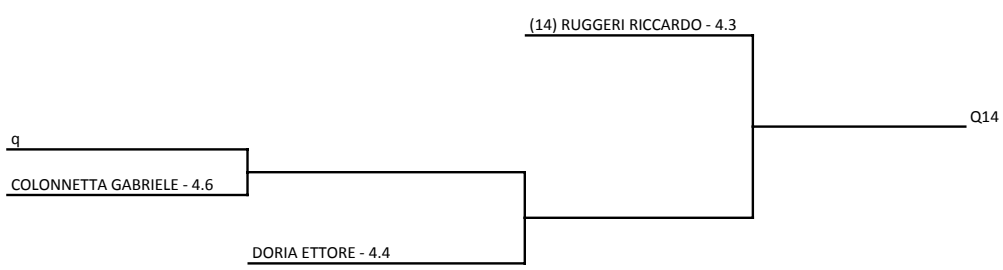 (14) RUGGERI RICCARDO - 4.3
Q14
q
COLONNETTA GABRIELE - 4.6
DORIA ETTORE - 4.4